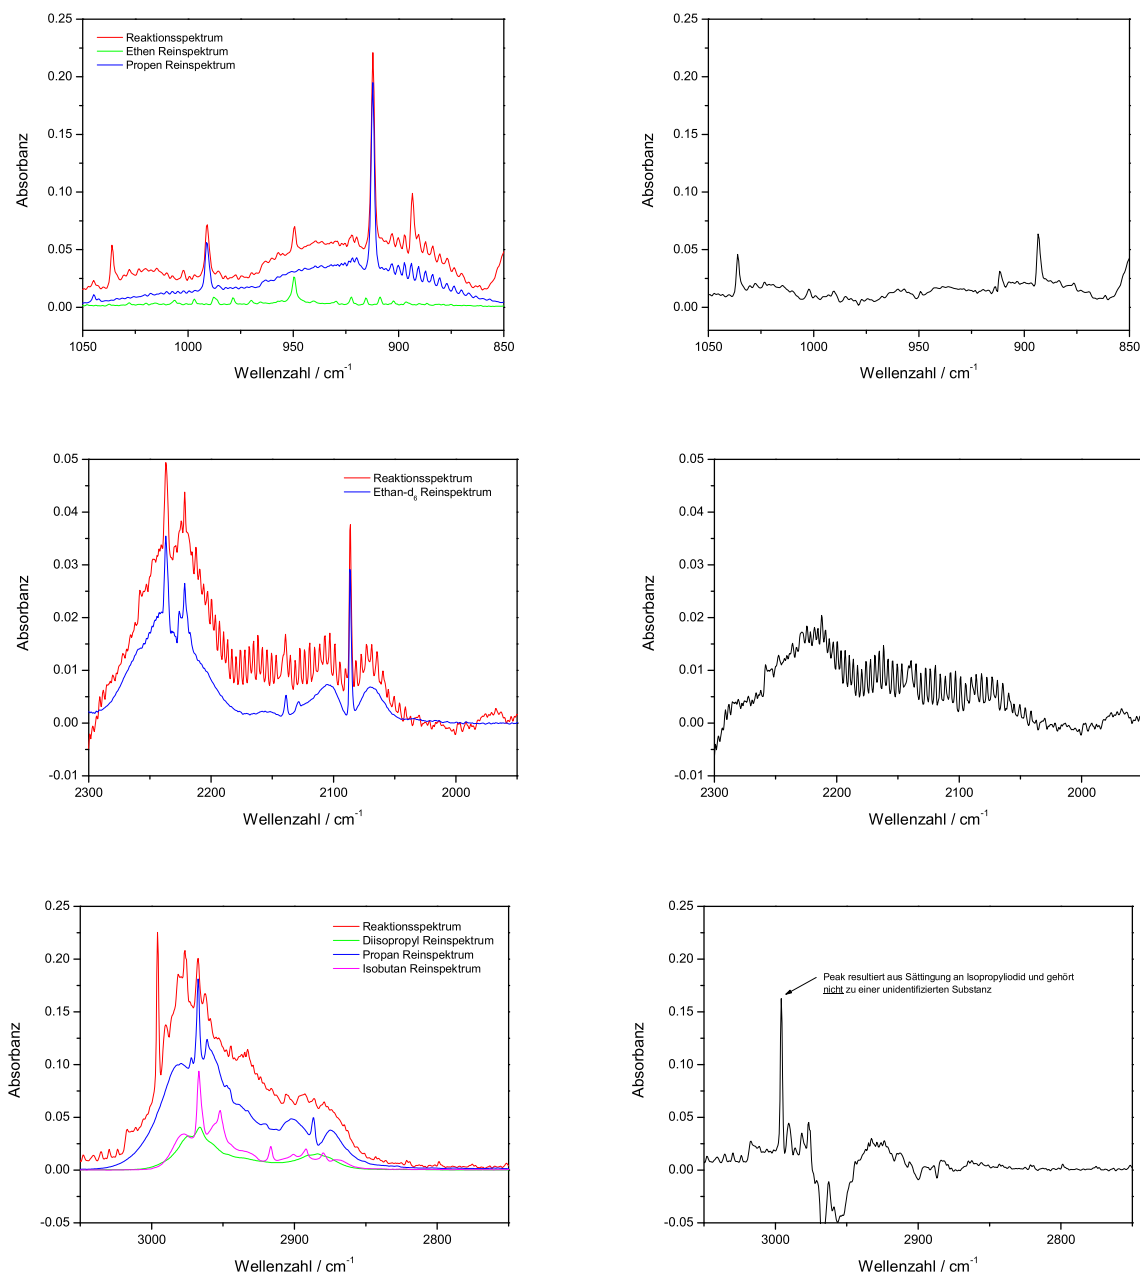 0.25
0.20
0.15
0.10
0.05
0.00
Absorbanz
Reaktionsspektrum
Ethen Reinspektrum
Propen Reinspektrum
1050 1000 950 900 850
Wellenzahl / cm-1
0.25
0.20
0.15
0.10
0.05
0.00
Absorbanz
1050 1000 950 900 850
Wellenzahl / cm-1
0.05
0.04
0.03
0.02
0.01
0.00
-0.01
Absorbanz
Reaktionsspektrum
Ethan-d6 Reinspektrum
2300 2200 2100 2000
Wellenzahl / cm-1
0.05
0.04
0.03
0.02
0.01
0.00
-0.01
Absorbanz
2300 2200 2100 2000
Wellenzahl / cm-1
0.25
0.20
0.15
0.10
0.05
0.00
-0.05
Absorbanz
Reaktionsspektrum
Diisopropyl Reinspektrum
Propan Reinspektrum
Isobutan Reinspektrum
3000 2900 2800
Wellenzahl / cm-1
0.25
0.20
0.15
0.10
0.05
0.00
-0.05
Absorbanz
Peak resultiert aus Sättingung an Isopropyliodid und gehört
nicht zu einer unidentifizierten Substanz
3000 2900 2800
Wellenzahl / cm-1